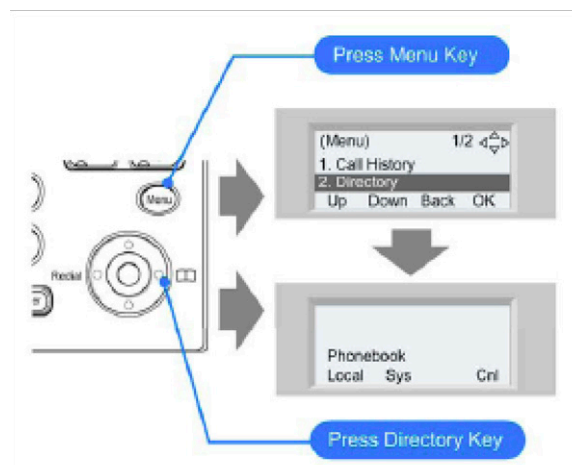 Press Menu Key
(Menu) 1/2
1. Call History
2. Directory
Up Down Back OK
Menu
Redial
Phonebook
Local Sys Cnl
Press Directory Key